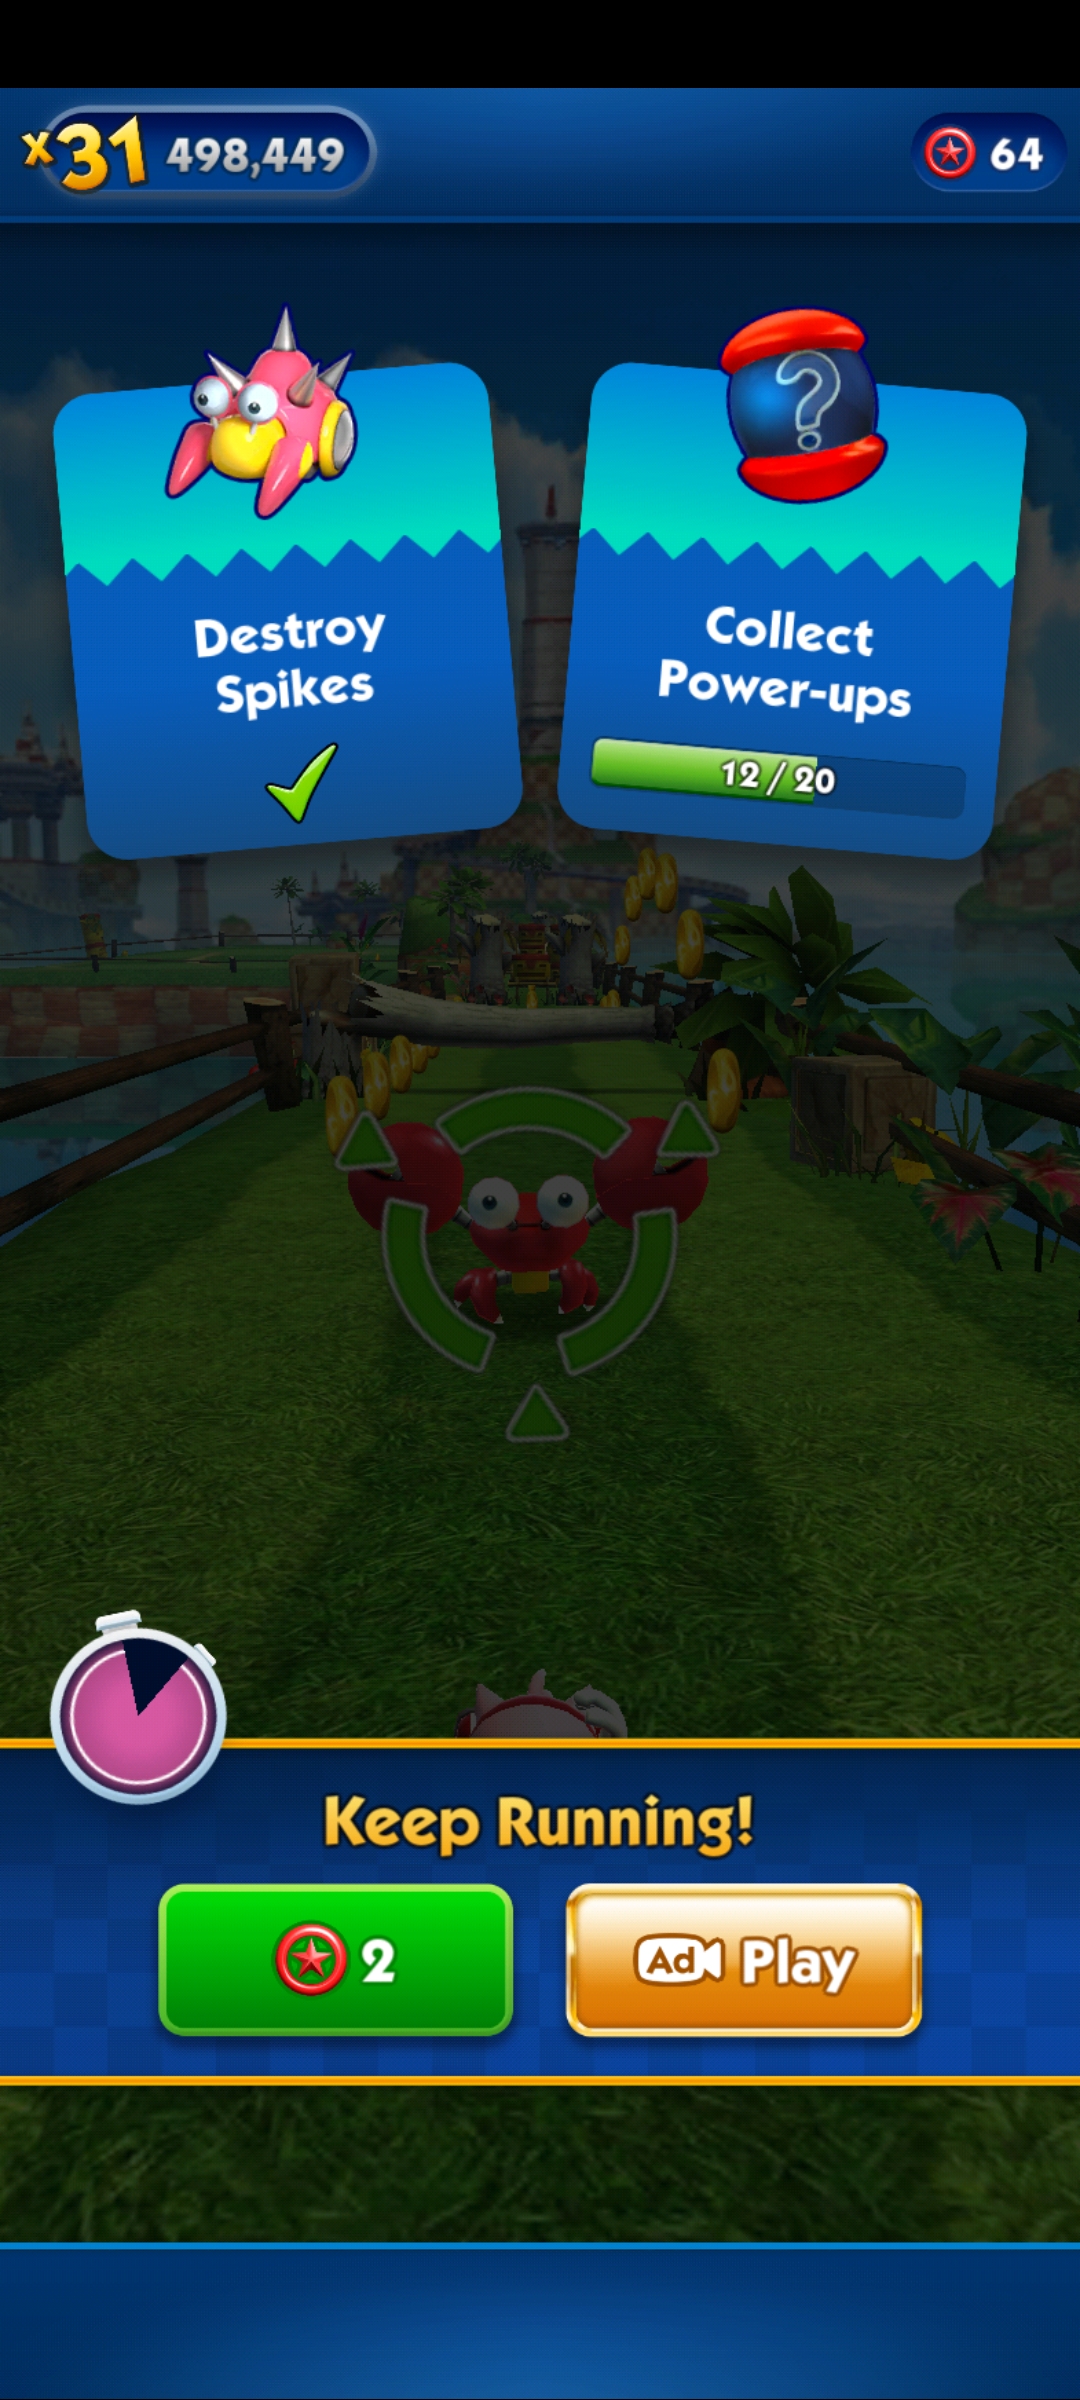 x31 498,449
64
?
Destroy
Spikes
Collect
Power-ups
12 / 20
Keep Running!
2
Ad Play